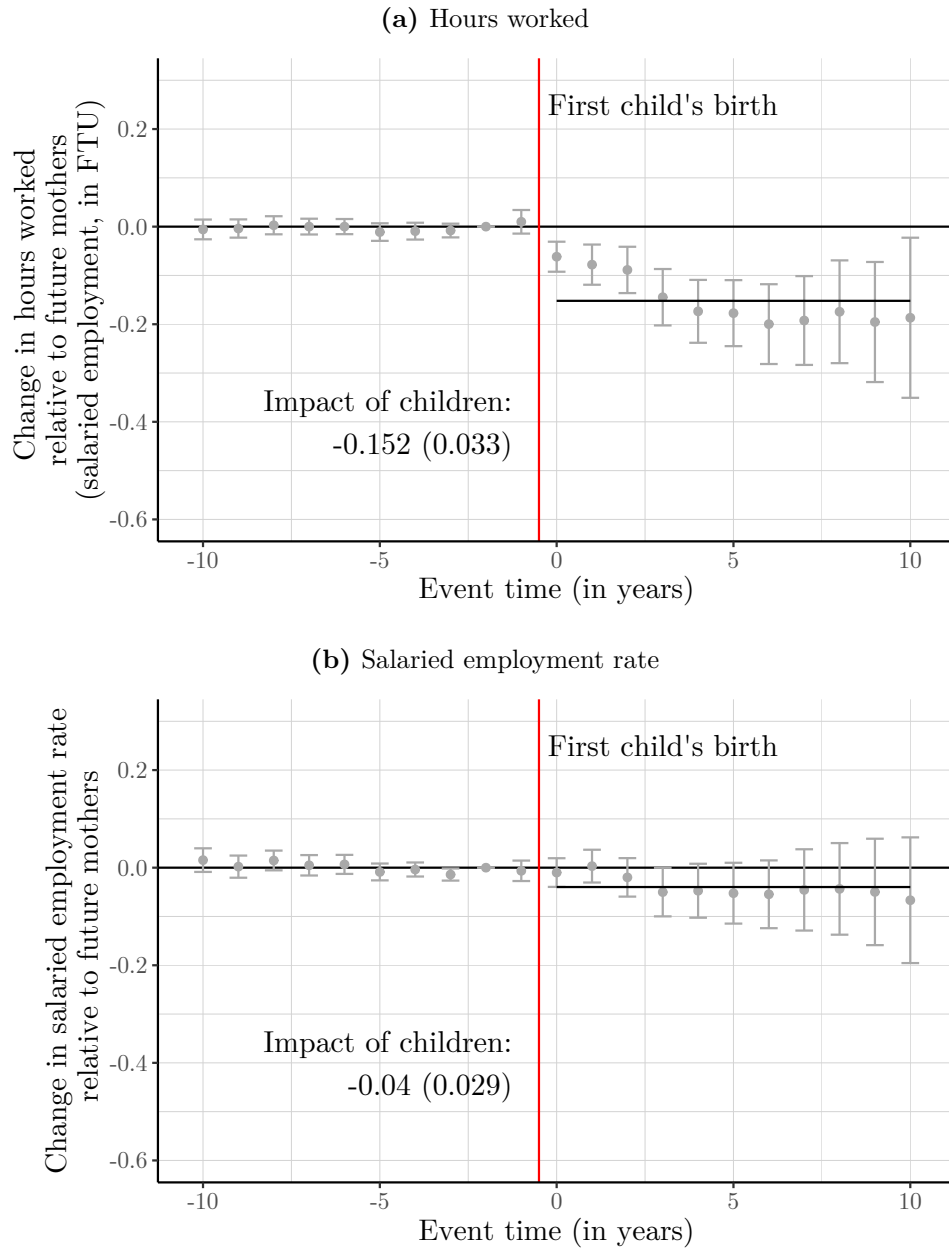 (a) Hours worked
Change in hours worked
relative to future mothers
(salaried employment, in FTU)
0.2
0.0
-0.2
-0.4
-0.6
First child's birth
Impact of children:
-0.152 (0.033)
-10
-5
0
5
10
Event time (in years)
(b) Salaried employment rate
Change in salaried employment rate
relative to future mothers
0.2
0.0
-0.2
-0.4
-0.6
First child's birth
Impact of children:
-0.04 (0.029)
-10
-5
0
5
10
Event time (in years)